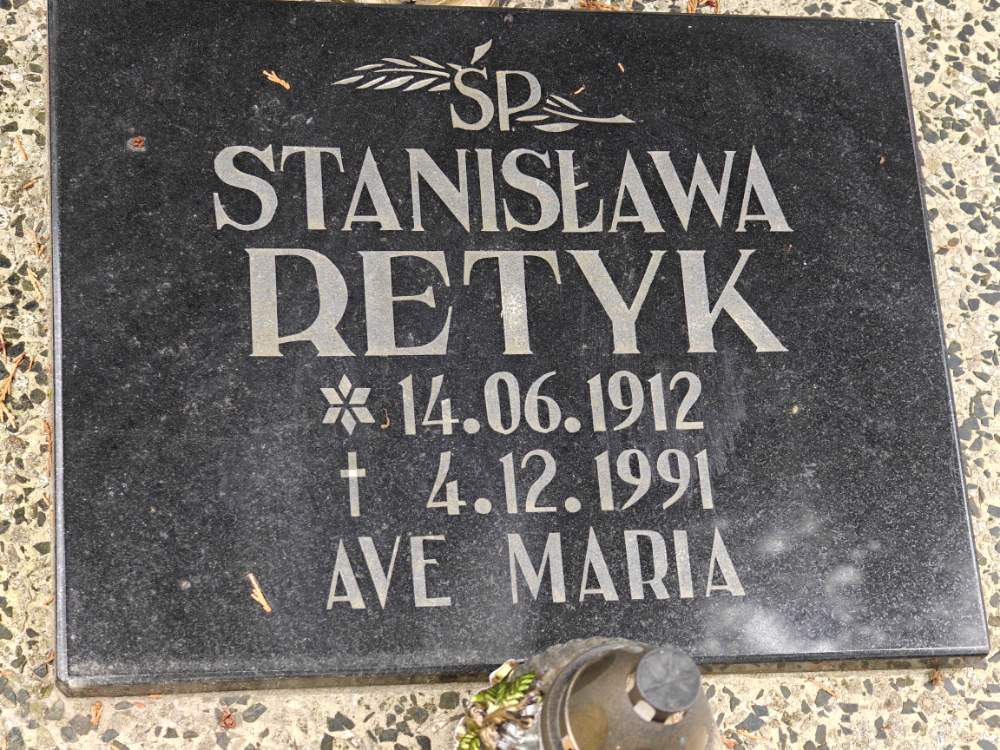 ŚP.
STANISŁAWA
RETYK
* 14.06.1912
† 4.12.1991
AVE MARIA